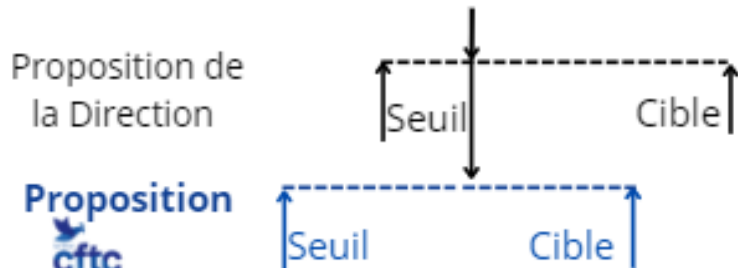 Proposition de
la Direction
Seuil
Cible
Proposition
cftc
Seuil
Cible